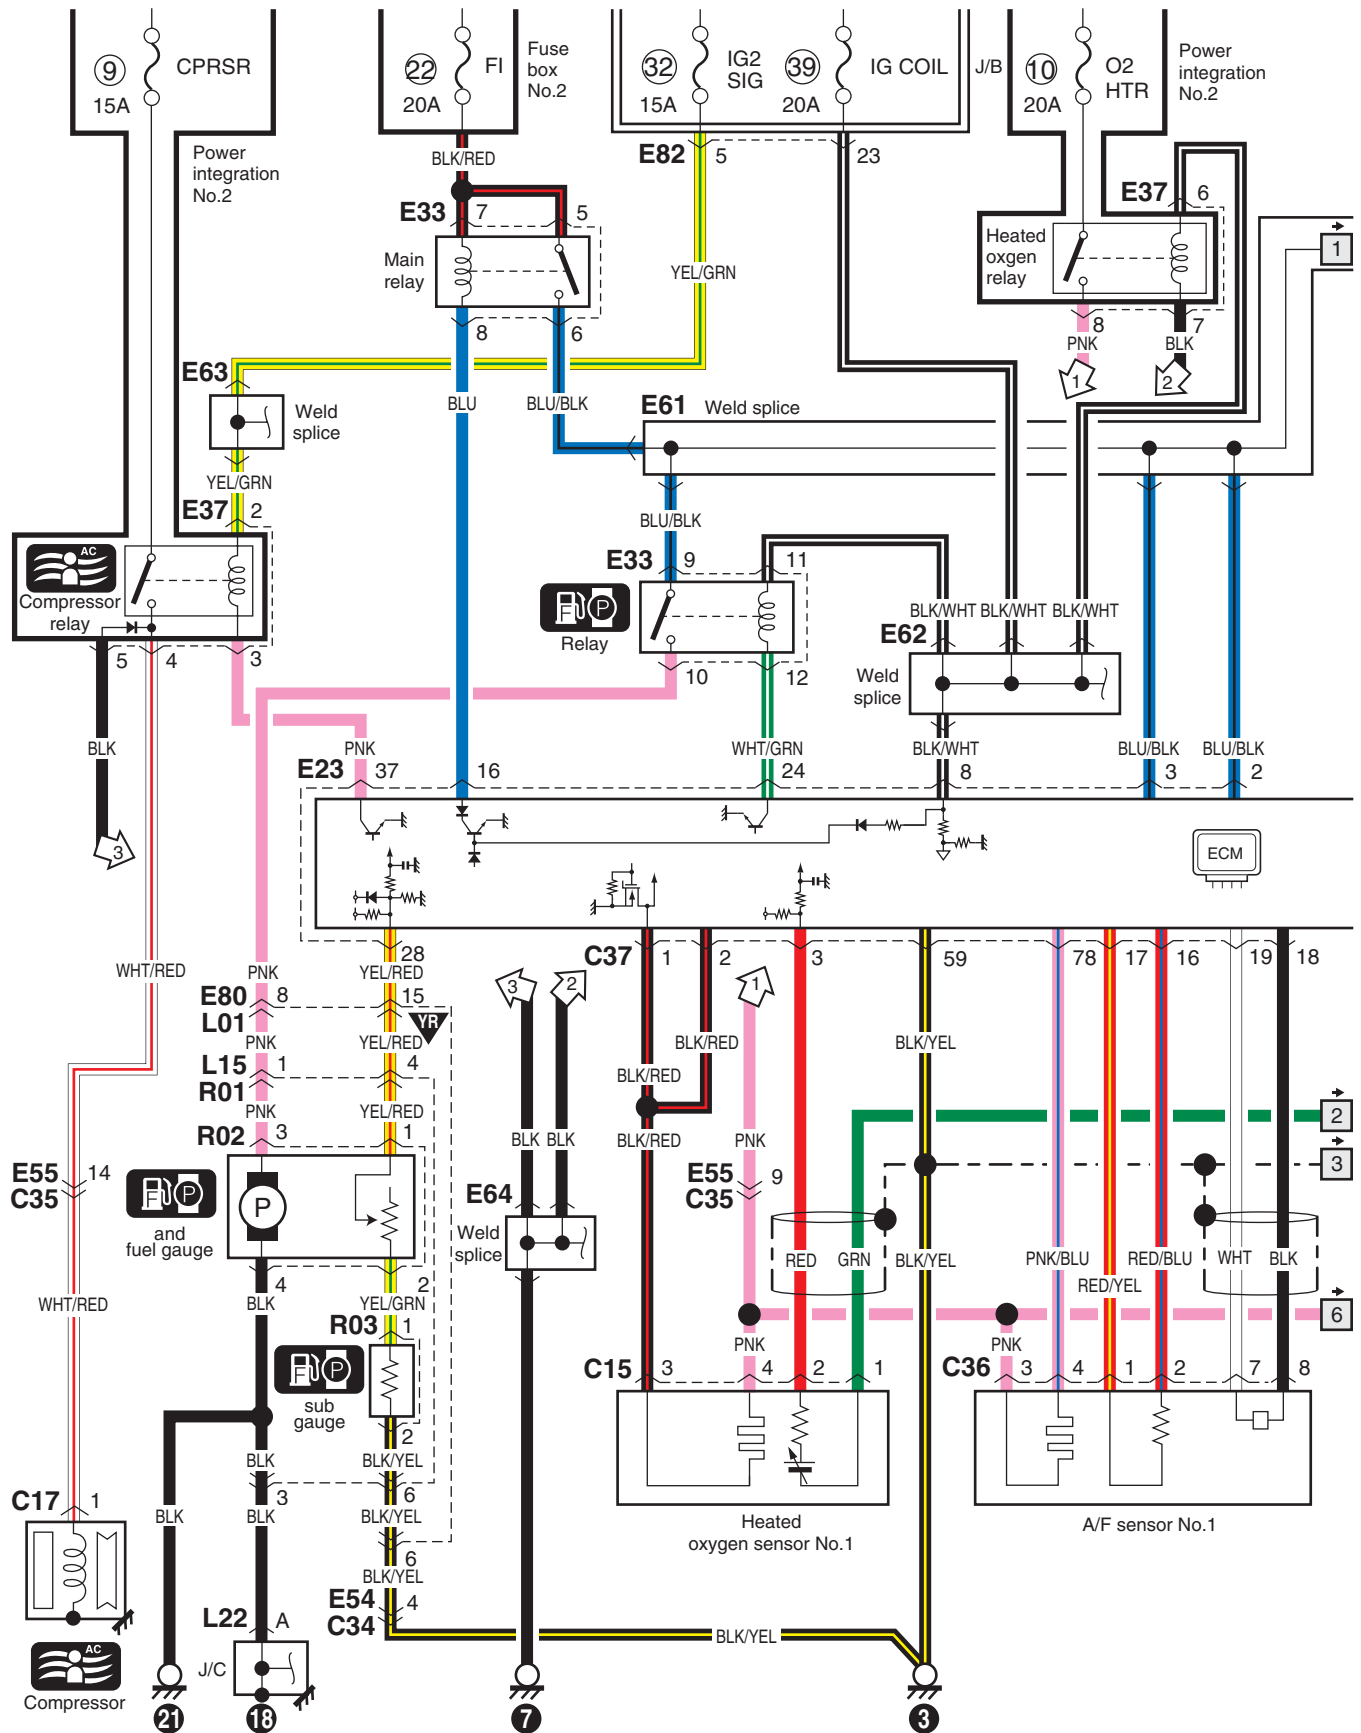 9
15A
CPRSR
22
20A
FI
Fuse
box
No.2
32
15A
IG2
SIG
39
20A
IG COIL
J/B
10
20A
O2
HTR
Power
integration
No.2
Power
integration
No.2
BLK/RED
E82
5
23
E33
7
5
E37
6
Main
relay
YEL/GRN
Heated
oxgen
relay
1
8
6
8
7
PNK
BLK
1
2
E63
Weld
splice
BLU
BLU/BLK
E61
Weld splice
YEL/GRN
E37
2
BLU/BLK
E33
9
11
AC
Compressor
relay
F
P
Relay
BLK/WHT
BLK/WHT
BLK/WHT
E62
5
4
3
10
12
Weld
splice
BLK
PNK
WHT/GRN
BLK/WHT
BLU/BLK
BLU/BLK
E23
37
16
24
8
3
2
3
ECM
28
C37
1
2
3
59
78
17
16
19
18
WHT/RED
PNK
YEL/RED
E80
8
15
L01
YR
3
2
1
PNK
YEL/RED
BLK/RED
BLK/YEL
L15
1
4
R01
BLK/RED
PNK
YEL/RED
2
R02
3
1
BLK
BLK
BLK/RED
PNK
3
E55
14
C35
F
P
and
fuel gauge
P
E64
E55
9
C35
Weld
splice
4
2
RED
GRN
BLK/YEL
PNK/BLU
RED/BLU
WHT
BLK
RED/YEL
WHT/RED
BLK
YEL/GRN
R03
1
6
PNK
PNK
F
P
sub
gauge
C15
3
4
2
1
C36
3
4
1
2
7
8
2
BLK
BLK/YEL
C17
1
3
6
BLK
BLK
BLK/YEL
Heated
oxygen sensor No.1
A/F sensor No.1
6
BLK/YEL
E54
4
C34
L22
A
BLK/YEL
AC
Compressor
J/C
21
18
7
3